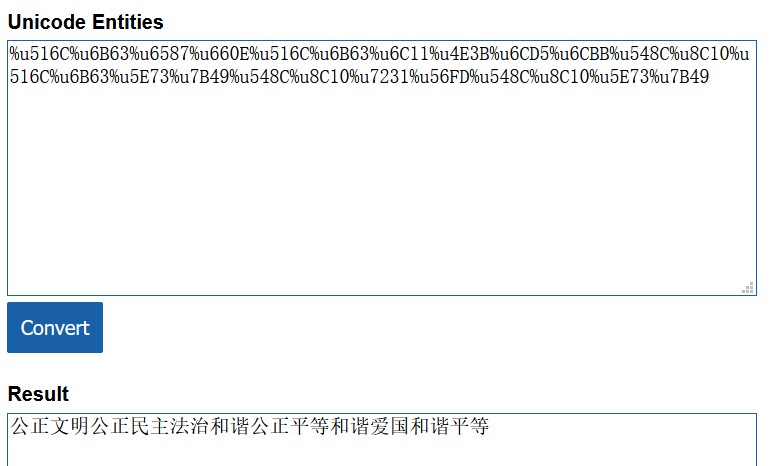 Unicode Entities
%u516C%u6B63%u6587%u660E%u516C%u6B63%u6C11%u4E3B%u6CD5%u6CBB%u548C%u8C10%u
516C%u6B63%u5E73%u7B49%u548C%u8C10%u7231%u56FD%u548C%u8C10%u5E73%u7B49
Convert
Result
公正文明公正民主法治和谐公正平等和谐爱国和谐平等